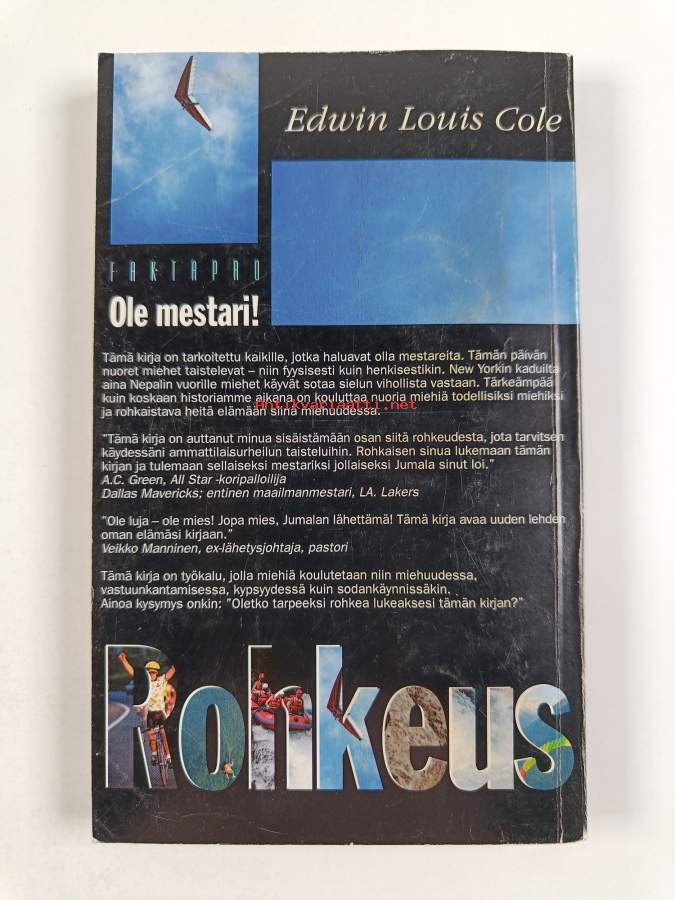 Edwin Louis Cole
FAKTAPRO
Ole mestari!
Tämä kirja on tarkoitettu kaikille, jotka haluavat olla mestareita. Tämän päivän
nuoret miehet taistelevat – niin fyysisesti kuin henkisestikin. New Yorkin kaduilta
aina Nepalin vuorille miehet käyvät sotaa sielun vihollista vastaan. Tärkeämpää
kuin koskaan historiamme aikana on kouluttaa nuoria miehiä todellisiksi miehiksi
antikvariaatti.net
ja rohkaistava heitä elämään siinä miehuudessa.
"Tämä kirja on auttanut minua sisäistämään osan siitä rohkeudesta, jota tarvitsen
käydessäni ammattilaisurheilun taisteluihin. Rohkaisen sinua lukemaan tämän
kirjan ja tulemaan sellaiseksi mestariksi jollaiseksi Jumala sinut loi."
A.C. Green, All Star -koripalloilija
Dallas Mavericks; entinen maailmanmestari, LA. Lakers
"Ole luja – ole mies! Jopa mies, Jumalan lähettämä! Tämä kirja avaa uuden lehden
oman elämäsi kirjaan."
Veikko Manninen, ex-lähetysjohtaja, pastori
Tämä kirja on työkalu, jolla miehiä koulutetaan niin miehuudessa,
vastuunkantamisessa, kypsyydessä kuin sodankäynnissäkin.
Ainoa kysymys onkin: "Oletko tarpeeksi rohkea lukeaksesi tämän kirjan?"
Rohkeus